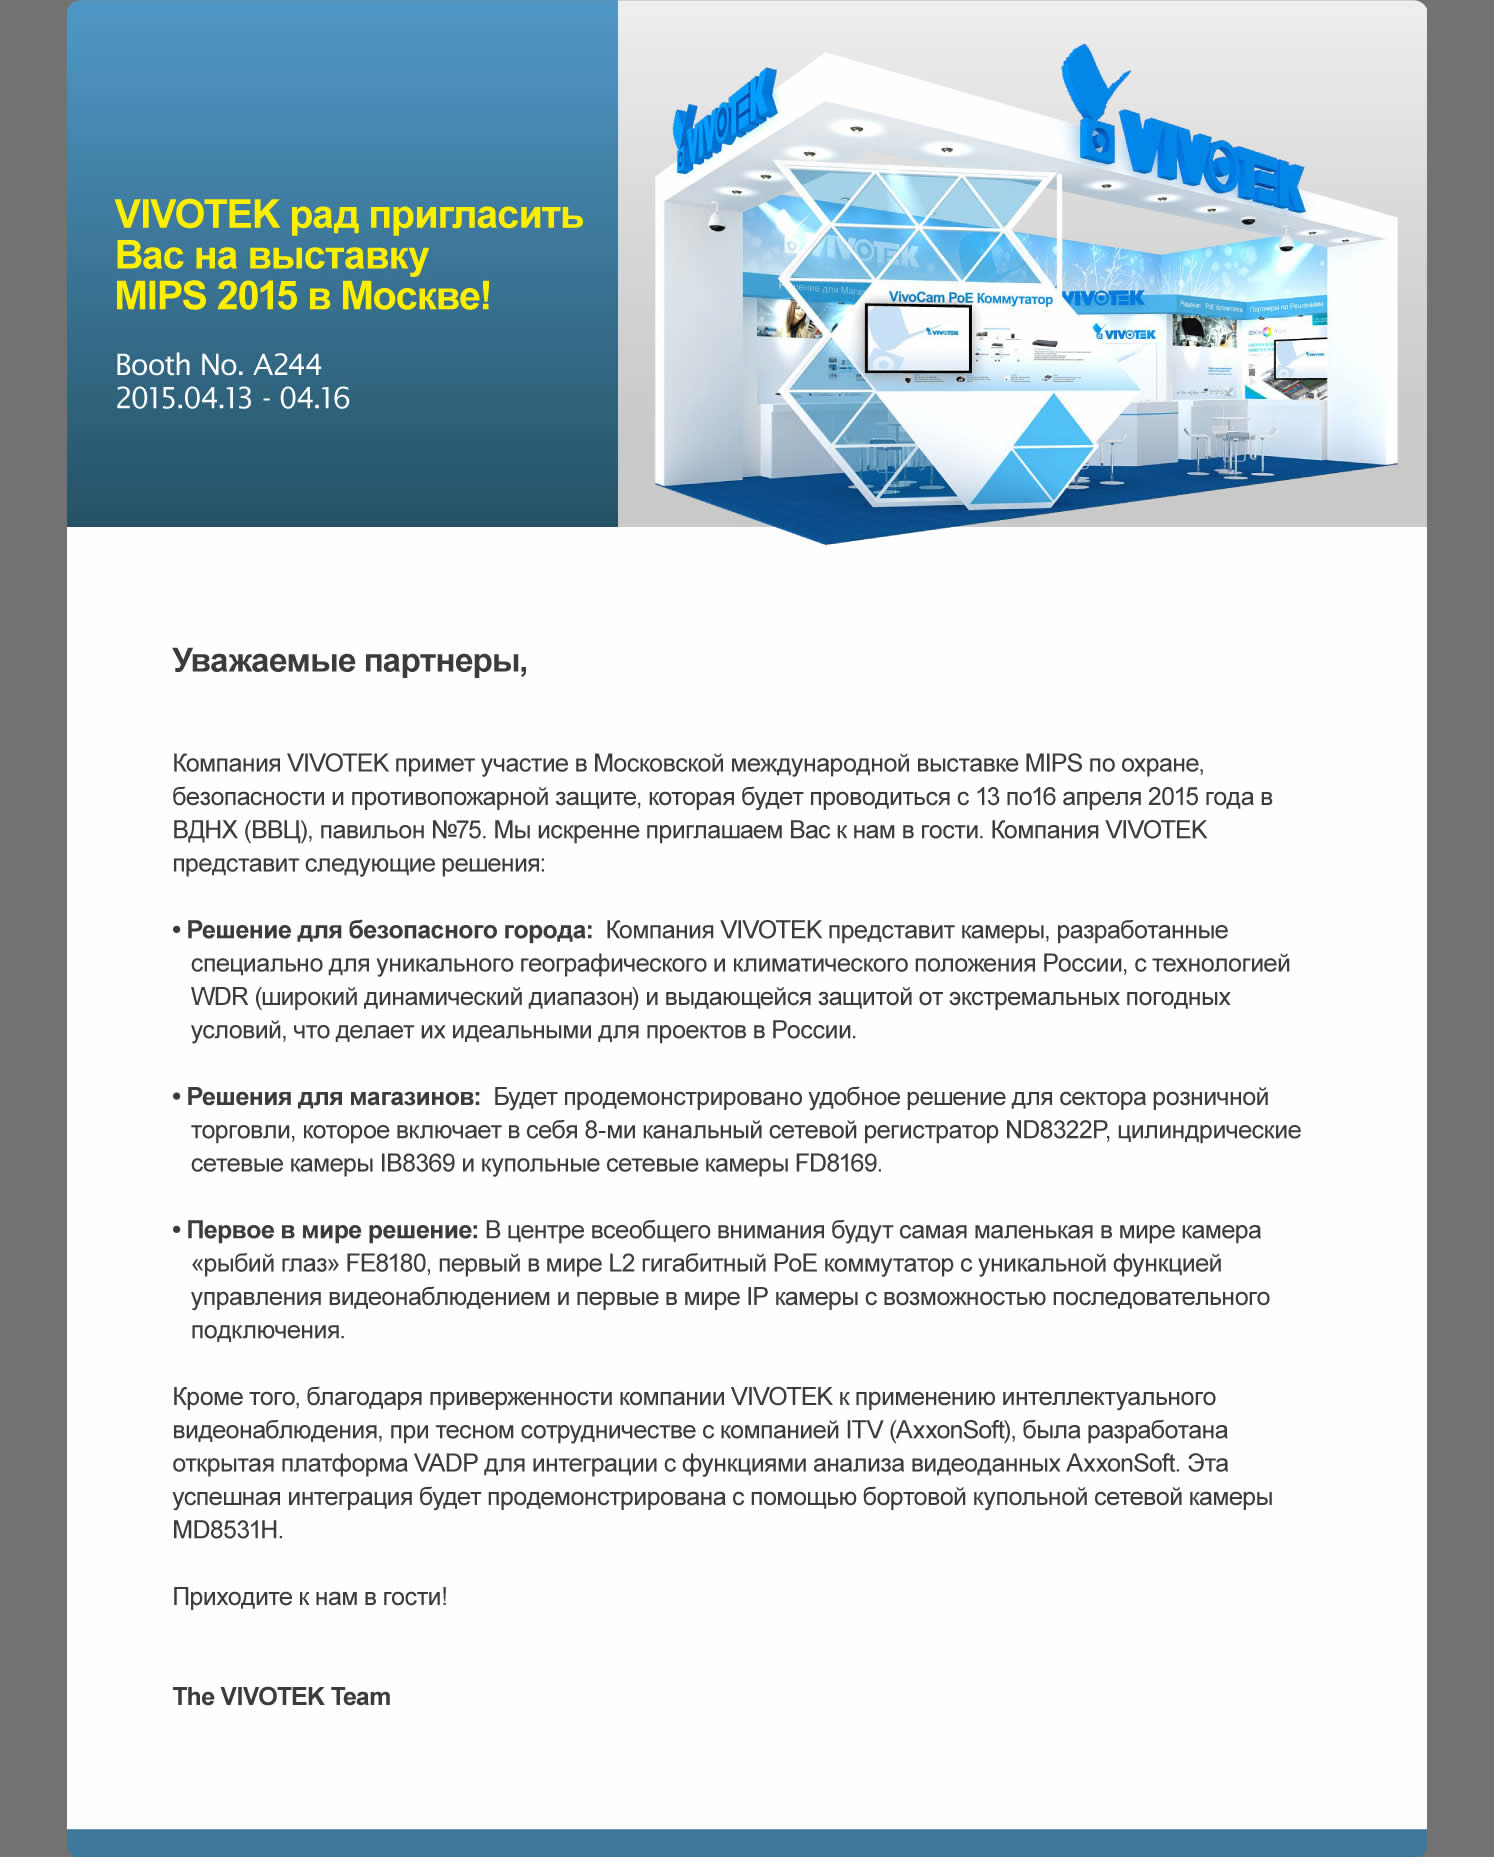 VIVOTEK
VIVOTEK
VIVOTEK рад пригласить
Вас на выставку
MIPS 2015 в Москве!
Booth No. A244
2015.04.13 - 04.16
VIVOTEK
VivoCam PoE Коммутатор
VIVOTEK
VIVOTEK
VIVOTEK
Партнеры по Решениям
Уважаемые партнеры,
Компания VIVOTEK примет участие в Московской международной выставке MIPS по охране,
безопасности и противопожарной защите, которая будет проводиться с 13 по16 апреля 2015 года в
ВДНХ (ВВЦ), павильон №75. Мы искренне приглашаем Вас к нам в гости. Компания VIVOTEK
представит следующие решения:
• Решение для безопасного города: Компания VIVOTEK представит камеры, разработанные
специально для уникального географического и климатического положения России, с технологией
WDR (широкий динамический диапазон) и выдающейся защитой от экстремальных погодных
условий, что делает их идеальными для проектов в России.
• Решения для магазинов: Будет продемонстрировано удобное решение для сектора розничной
торговли, которое включает в себя 8-ми канальный сетевой регистратор ND8322P, цилиндрические
сетевые камеры IB8369 и купольные сетевые камеры FD8169.
• Первое в мире решение: В центре всеобщего внимания будут самая маленькая в мире камера
«рыбий глаз» FE8180, первый в мире L2 гигабитный PoE коммутатор с уникальной функцией
управления видеонаблюдением и первые в мире IP камеры с возможностью последовательного
подключения.
Кроме того, благодаря приверженности компании VIVOTEK к применению интеллектуального
видеонаблюдения, при тесном сотрудничестве с компанией ITV (AxxonSoft), была разработана
открытая платформа VADP для интеграции с функциями анализа видеоданных AxxonSoft. Эта
успешная интеграция будет продемонстрирована с помощью бортовой купольной сетевой камеры
MD8531H.
Приходите к нам в гости!
The VIVOTEK Team